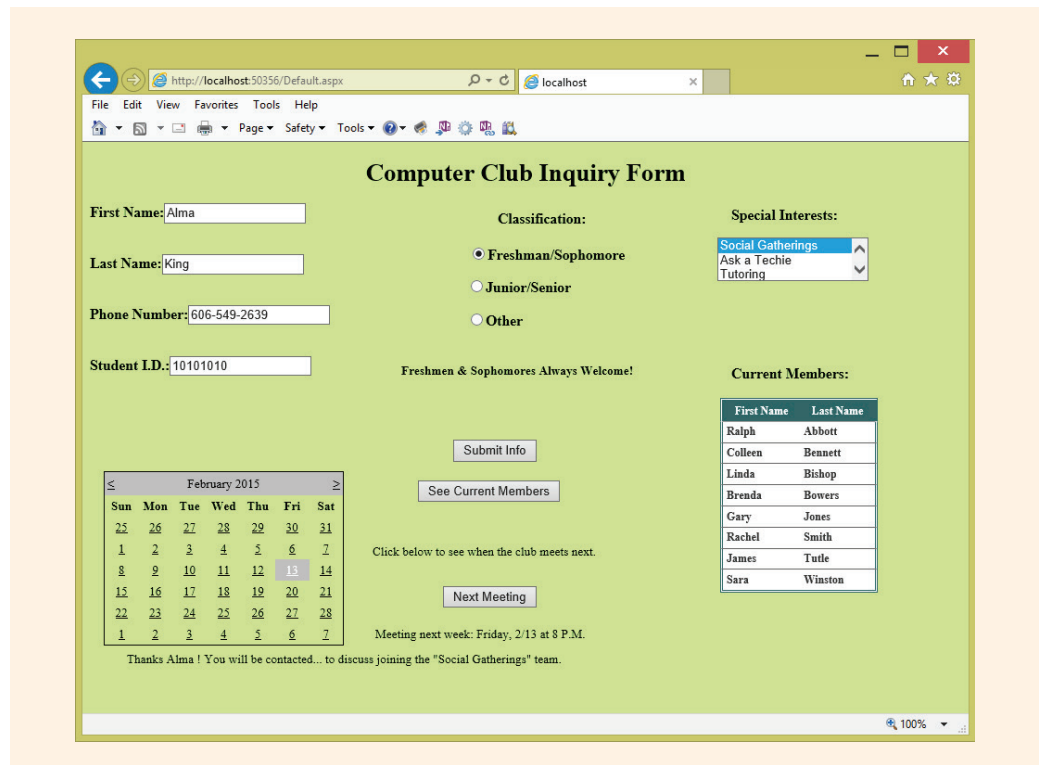 http://localhost:50356/Default.aspx
localhost
File Edit View Favorites Tools Help
Page Safety Tools
Computer Club Inquiry Form
First Name: Alma
Last Name: King
Phone Number: 606-549-2639
Student I.D.: 10101010
Classification:
Freshman/Sophomore
Junior/Senior
Other
Freshmen & Sophomores Always Welcome!
Special Interests:
Social Gatherings
Ask a Techie
Tutoring
Current Members:
First Name Last Name
Ralph Abbott
Colleen Bennett
Linda Bishop
Brenda Bowers
Gary Jones
Rachel Smith
James Tutle
Sara Winston
Submit Info
See Current Members
Click below to see when the club meets next.
Next Meeting
Meeting next week: Friday, 2/13 at 8 P.M.
< February 2015 >
Sun Mon Tue Wed Thu Fri Sat
25 26 27 28 29 30 31
1 2 3 4 5 6 7
8 9 10 11 12 13 14
15 16 17 18 19 20 21
22 23 24 25 26 27 28
1 2 3 4 5 6 7
Thanks Alma ! You will be contacted... to discuss joining the "Social Gatherings" team.
100%